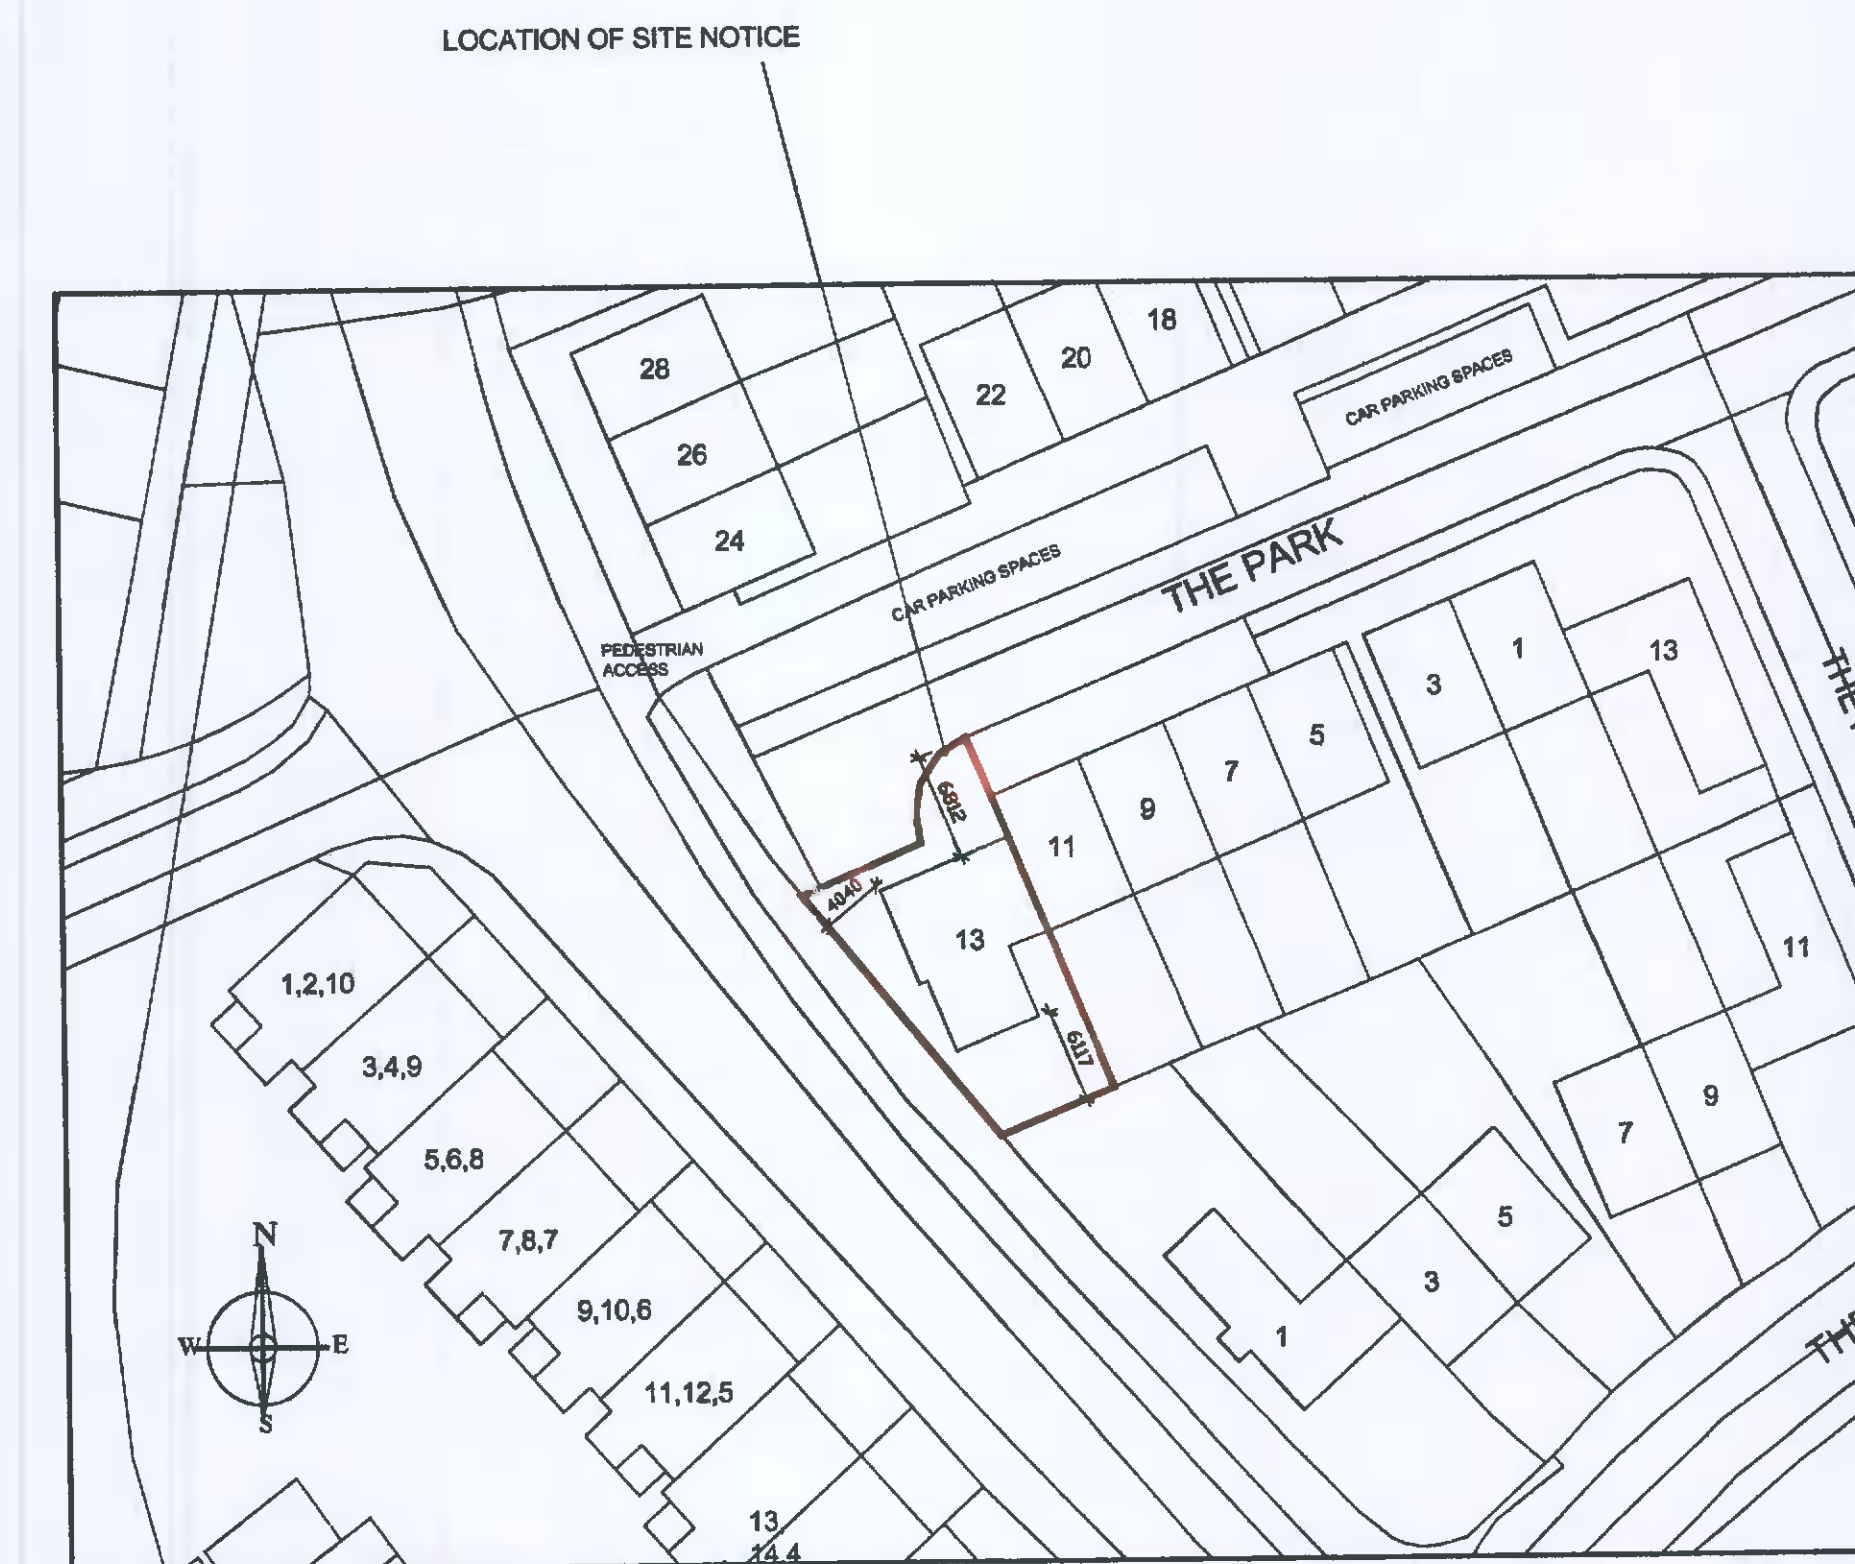 LOCATION OF SITE NOTICE
18
28
20
22
CAR PARKING SPACES
26
24
CAR PARKING SPACES
THE PARK
PEDESTRIAN
ACCESS
13
1
3
5
7
9
11
6812
4040
13
6117
11
9
7
1,2,10
3,4,9
5,6,8
7,8,7
9,10,6
11,12,5
13,
14,4
5
3
1
THE
N
W
E
S